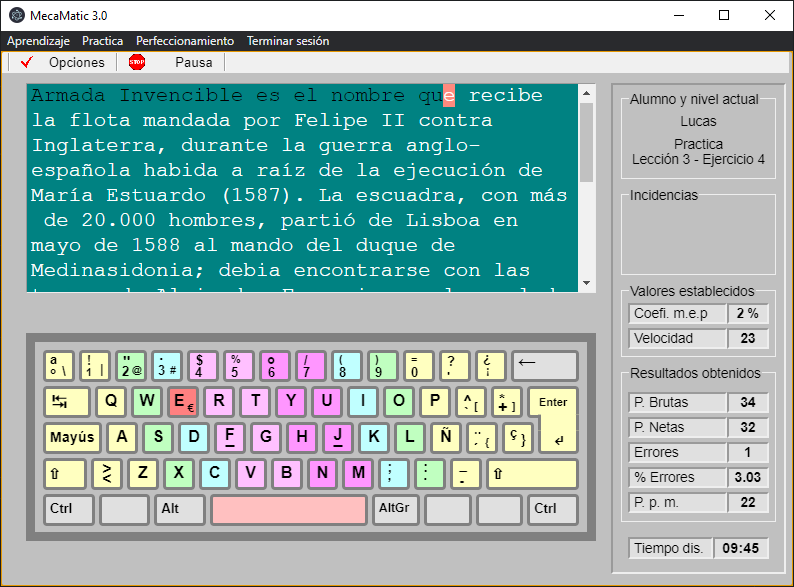 MecaMatic 3.0
Aprendizaje Practica Perfeccionamiento Terminar sesión
Opciones STOP Pausa
Armada Invencible es el nombre que recibe
la flota mandada por Felipe II contra
Inglaterra, durante la guerra anglo-
española habida a raíz de la ejecución de
María Estuardo (1587). La escuadra, con más
de 20.000 hombres, partió de Lisboa en
mayo de 1588 al mando del duque de
Medinasidonia; debia encontrarse con las
Alumno y nivel actual
Lucas
Practica
Lección 3 - Ejercicio 4
Incidencias
Valores establecidos
Coefi. m.e.p 2 %
Velocidad 23
Resultados obtenidos
P. Brutas 34
P. Netas 32
Errores 1
% Errores 3.03
P. p. m. 22
Tiempo dis. 09:45
a ! " · $ % o / ( ) = ? ¿
º \ 1 | 2 @ 3 # 4 5 6 7 8 9 0 ' ¡
Q W E € R T Y U I O P ^ ` [ * + ] Enter
Mayús A S D F G H J K L Ñ ¨ ´ { ç }
⇧ > < Z X C V B N M ; , : . _ - ⇧
Ctrl Alt AltGr Ctrl